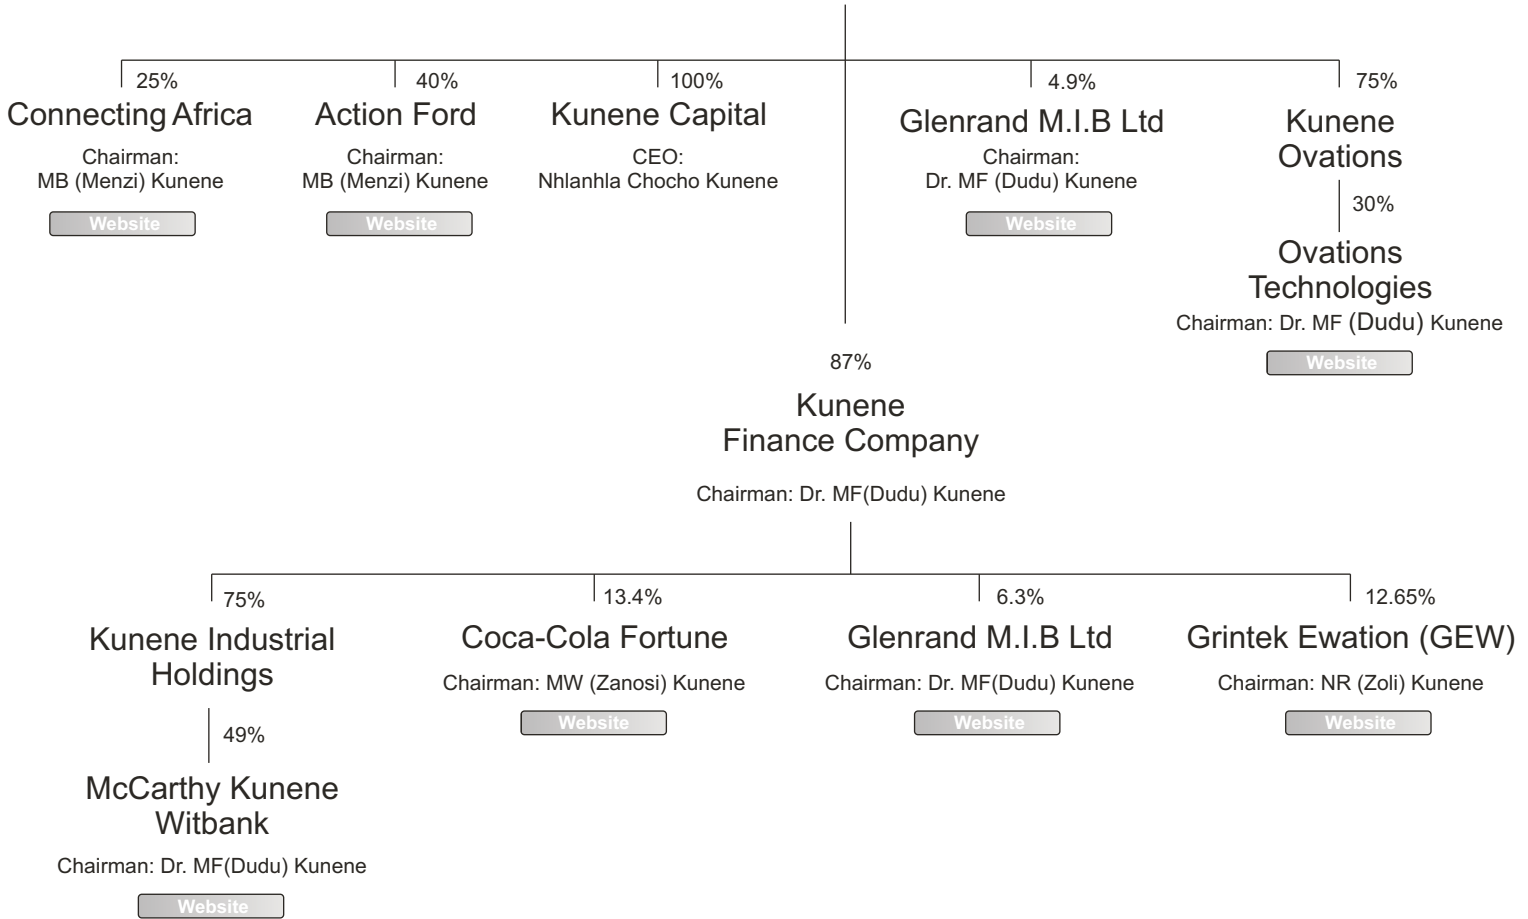 25%
Connecting Africa
Chairman:
MB (Menzi) Kunene
Website
40%
Action Ford
Chairman:
MB (Menzi) Kunene
Website
100%
Kunene Capital
CEO:
Nhlanhla Chocho Kunene
4.9%
Glenrand M.I.B Ltd
Chairman:
Dr. MF (Dudu) Kunene
Website
75%
Kunene
Ovations
30%
Ovations
Technologies
Chairman: Dr. MF (Dudu) Kunene
Website
87%
Kunene
Finance Company
Chairman: Dr. MF(Dudu) Kunene
75%
Kunene Industrial
Holdings
49%
McCarthy Kunene
Witbank
Chairman: Dr. MF(Dudu) Kunene
Website
13.4%
Coca-Cola Fortune
Chairman: MW (Zanosi) Kunene
Website
6.3%
Glenrand M.I.B Ltd
Chairman: Dr. MF(Dudu) Kunene
Website
12.65%
Grintek Ewation (GEW)
Chairman: NR (Zoli) Kunene
Website